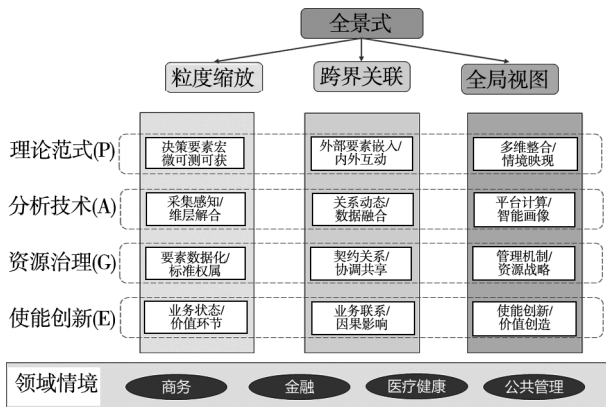 全景式
粒度缩放 跨界关联 全局视图
理论范式(P)
决策要素宏
微可测可获
外部要素嵌入/
内外互动
多维整合/
情境映现
分析技术(A)
采集感知/
维层解合
关系动态/
数据融合
平台计算/
智能画像
资源治理(G)
要素数据化/
标准权属
契约关系/
协调共享
管理机制/
资源战略
使能创新(E)
业务状态/
价值环节
业务联系/
因果影响
使能创新/
价值创造
领域情境 商务 金融 医疗健康 公共管理